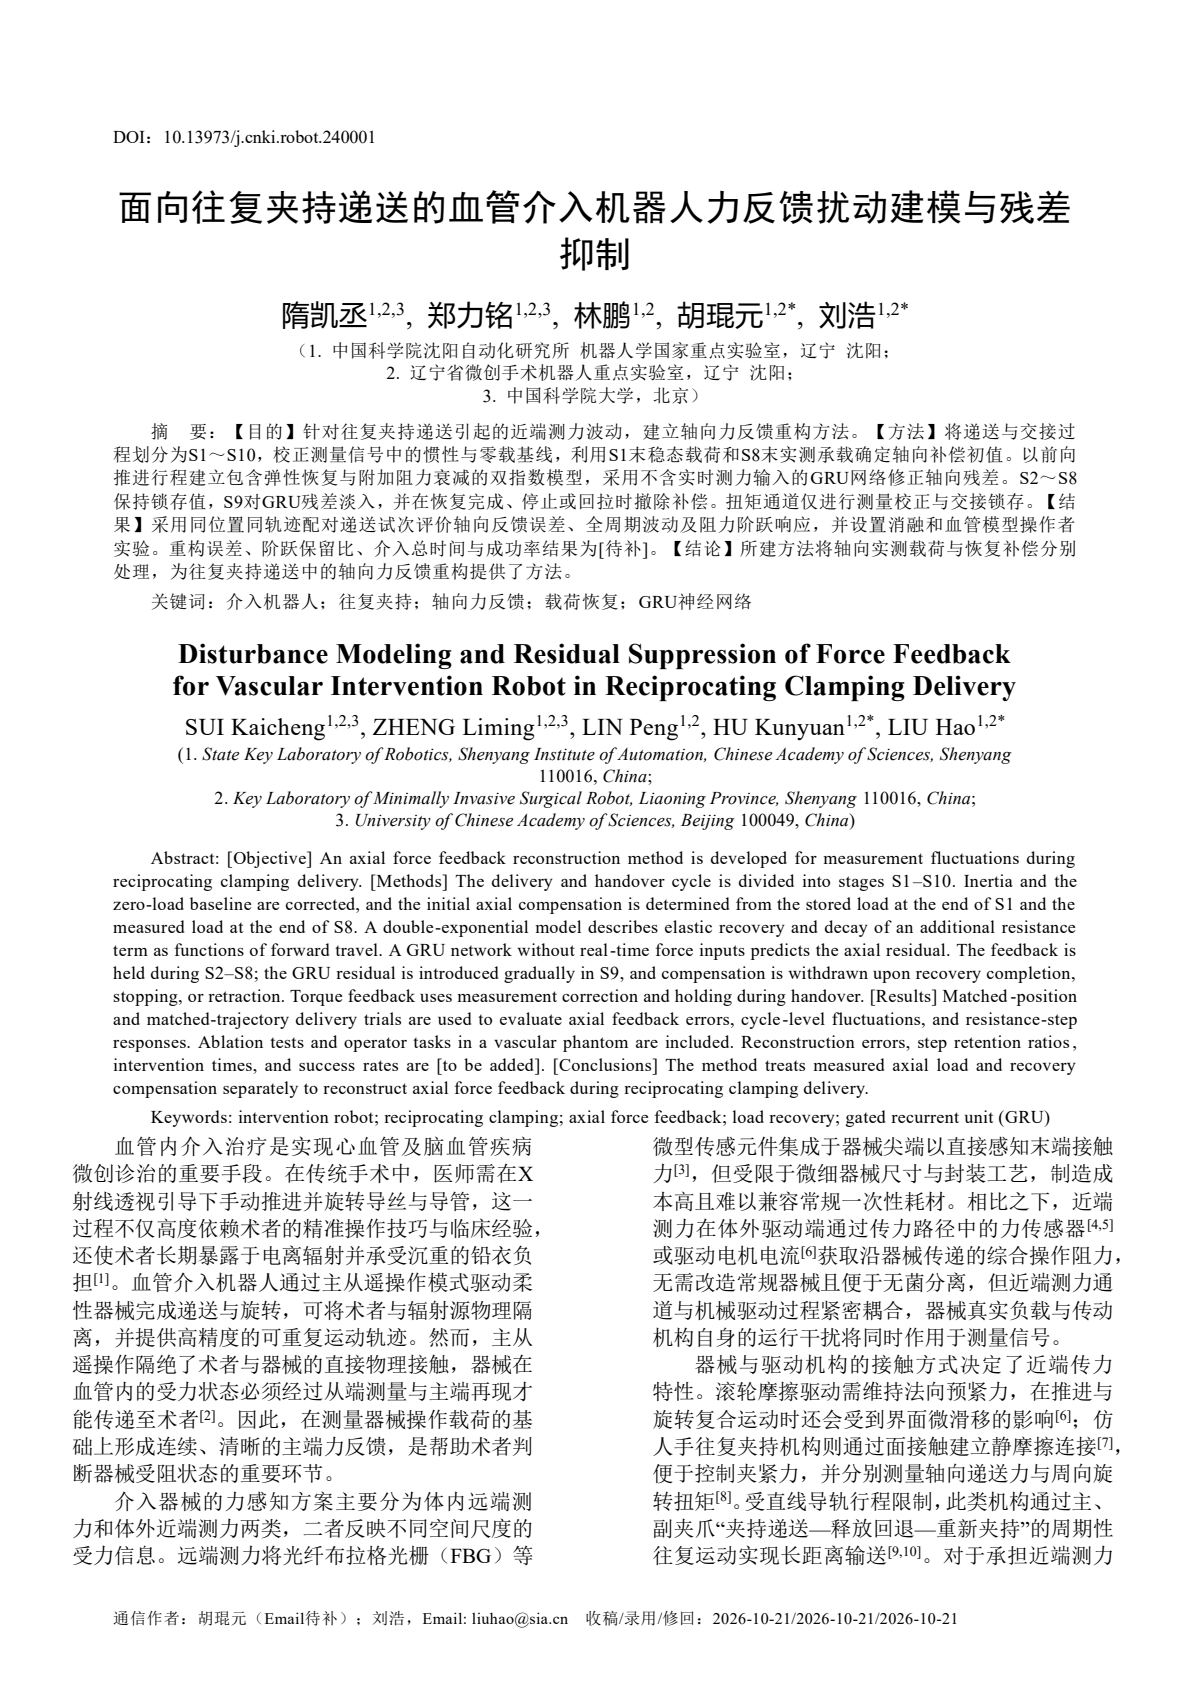 DOI：10.13973/j.cnki.robot.240001
面向往复夹持递送的血管介入机器人力反馈扰动建模与残差
抑制
隋凯丞1,2,3, 郑力铭1,2,3, 林鹏1,2, 胡琨元1,2*, 刘浩1,2*
（1. 中国科学院沈阳自动化研究所 机器人学国家重点实验室，辽宁 沈阳；
2. 辽宁省微创手术机器人重点实验室，辽宁 沈阳；
3. 中国科学院大学，北京）
摘 要：【目的】针对往复夹持递送引起的近端测力波动，建立轴向力反馈重构方法。【方法】将递送与交接过
程划分为S1～S10，校正测量信号中的惯性与零载基线，利用S1末稳态载荷和S8末实测承载确定轴向补偿初值。以前向
推进行程建立包含弹性恢复与附加阻力衰减的双指数模型，采用不含实时测力输入的GRU网络修正轴向残差。S2～S8
保持锁存值，S9对GRU残差淡入，并在恢复完成、停止或回拉时撤除补偿。扭矩通道仅进行测量校正与交接锁存。【结
果】采用同位置同轨迹配对递送试次评价轴向反馈误差、全周期波动及阻力阶跃响应，并设置消融和血管模型操作者
实验。重构误差、阶跃保留比、介入总时间与成功率结果为[待补]。【结论】所建方法将轴向实测载荷与恢复补偿分别
处理，为往复夹持递送中的轴向力反馈重构提供了方法。
关键词：介入机器人；往复夹持；轴向力反馈；载荷恢复；GRU神经网络
Disturbance Modeling and Residual Suppression of Force Feedback
for Vascular Intervention Robot in Reciprocating Clamping Delivery
SUI Kaicheng1,2,3, ZHENG Liming1,2,3, LIN Peng1,2, HU Kunyuan1,2*, LIU Hao1,2*
(1. State Key Laboratory of Robotics, Shenyang Institute of Automation, Chinese Academy of Sciences, Shenyang
110016, China;
2. Key Laboratory of Minimally Invasive Surgical Robot, Liaoning Province, Shenyang 110016, China;
3. University of Chinese Academy of Sciences, Beijing 100049, China)
Abstract: [Objective] An axial force feedback reconstruction method is developed for measurement fluctuations during
reciprocating clamping delivery. [Methods] The delivery and handover cycle is divided into stages S1–S10. Inertia and the
zero-load baseline are corrected, and the initial axial compensation is determined from the stored load at the end of S1 and the
measured load at the end of S8. A double-exponential model describes elastic recovery and decay of an additional resistance
term as functions of forward travel. A GRU network without real-time force inputs predicts the axial residual. The feedback is
held during S2–S8; the GRU residual is introduced gradually in S9, and compensation is withdrawn upon recovery completion,
stopping, or retraction. Torque feedback uses measurement correction and holding during handover. [Results] Matched-position
and matched-trajectory delivery trials are used to evaluate axial feedback errors, cycle-level fluctuations, and resistance-step
responses. Ablation tests and operator tasks in a vascular phantom are included. Reconstruction errors, step retention ratios,
intervention times, and success rates are [to be added]. [Conclusions] The method treats measured axial load and recovery
compensation separately to reconstruct axial force feedback during reciprocating clamping delivery.
Keywords: intervention robot; reciprocating clamping; axial force feedback; load recovery; gated recurrent unit (GRU)
血管内介入治疗是实现心血管及脑血管疾病
微创诊治的重要手段。在传统手术中，医师需在X
射线透视引导下手动推进并旋转导丝与导管，这一
过程不仅高度依赖术者的精准操作技巧与临床经验，
还使术者长期暴露于电离辐射并承受沉重的铅衣负
担[1]。血管介入机器人通过主从遥操作模式驱动柔
性器械完成递送与旋转，可将术者与辐射源物理隔
离，并提供高精度的可重复运动轨迹。然而，主从
遥操作隔绝了术者与器械的直接物理接触，器械在
血管内的受力状态必须经过从端测量与主端再现才
能传递至术者[2]。因此，在测量器械操作载荷的基
础上形成连续、清晰的主端力反馈，是帮助术者判
断器械受阻状态的重要环节。
介入器械的力感知方案主要分为体内远端测
力和体外近端测力两类，二者反映不同空间尺度的
受力信息。远端测力将光纤布拉格光栅（FBG）等
微型传感元件集成于器械尖端以直接感知末端接触
力[3]，但受限于微细器械尺寸与封装工艺，制造成
本高且难以兼容常规一次性耗材。相比之下，近端
测力在体外驱动端通过传力路径中的力传感器[4,5]
或驱动电机电流[6]获取沿器械传递的综合操作阻力，
无需改造常规器械且便于无菌分离，但近端测力通
道与机械驱动过程紧密耦合，器械真实负载与传动
机构自身的运行干扰将同时作用于测量信号。
器械与驱动机构的接触方式决定了近端传力
特性。滚轮摩擦驱动需维持法向预紧力，在推进与
旋转复合运动时还会受到界面微滑移的影响[6]；仿
人手往复夹持机构则通过面接触建立静摩擦连接[7]，
便于控制夹紧力，并分别测量轴向递送力与周向旋
转扭矩[8]。受直线导轨行程限制，此类机构通过主、
副夹爪“夹持递送—释放回退—重新夹持”的周期性
往复运动实现长距离输送[9,10]。对于承担近端测力
通信作者：胡琨元（Email待补）；刘浩，Email: liuhao@sia.cn 收稿/录用/修回：2026-10-21/2026-10-21/2026-10-21